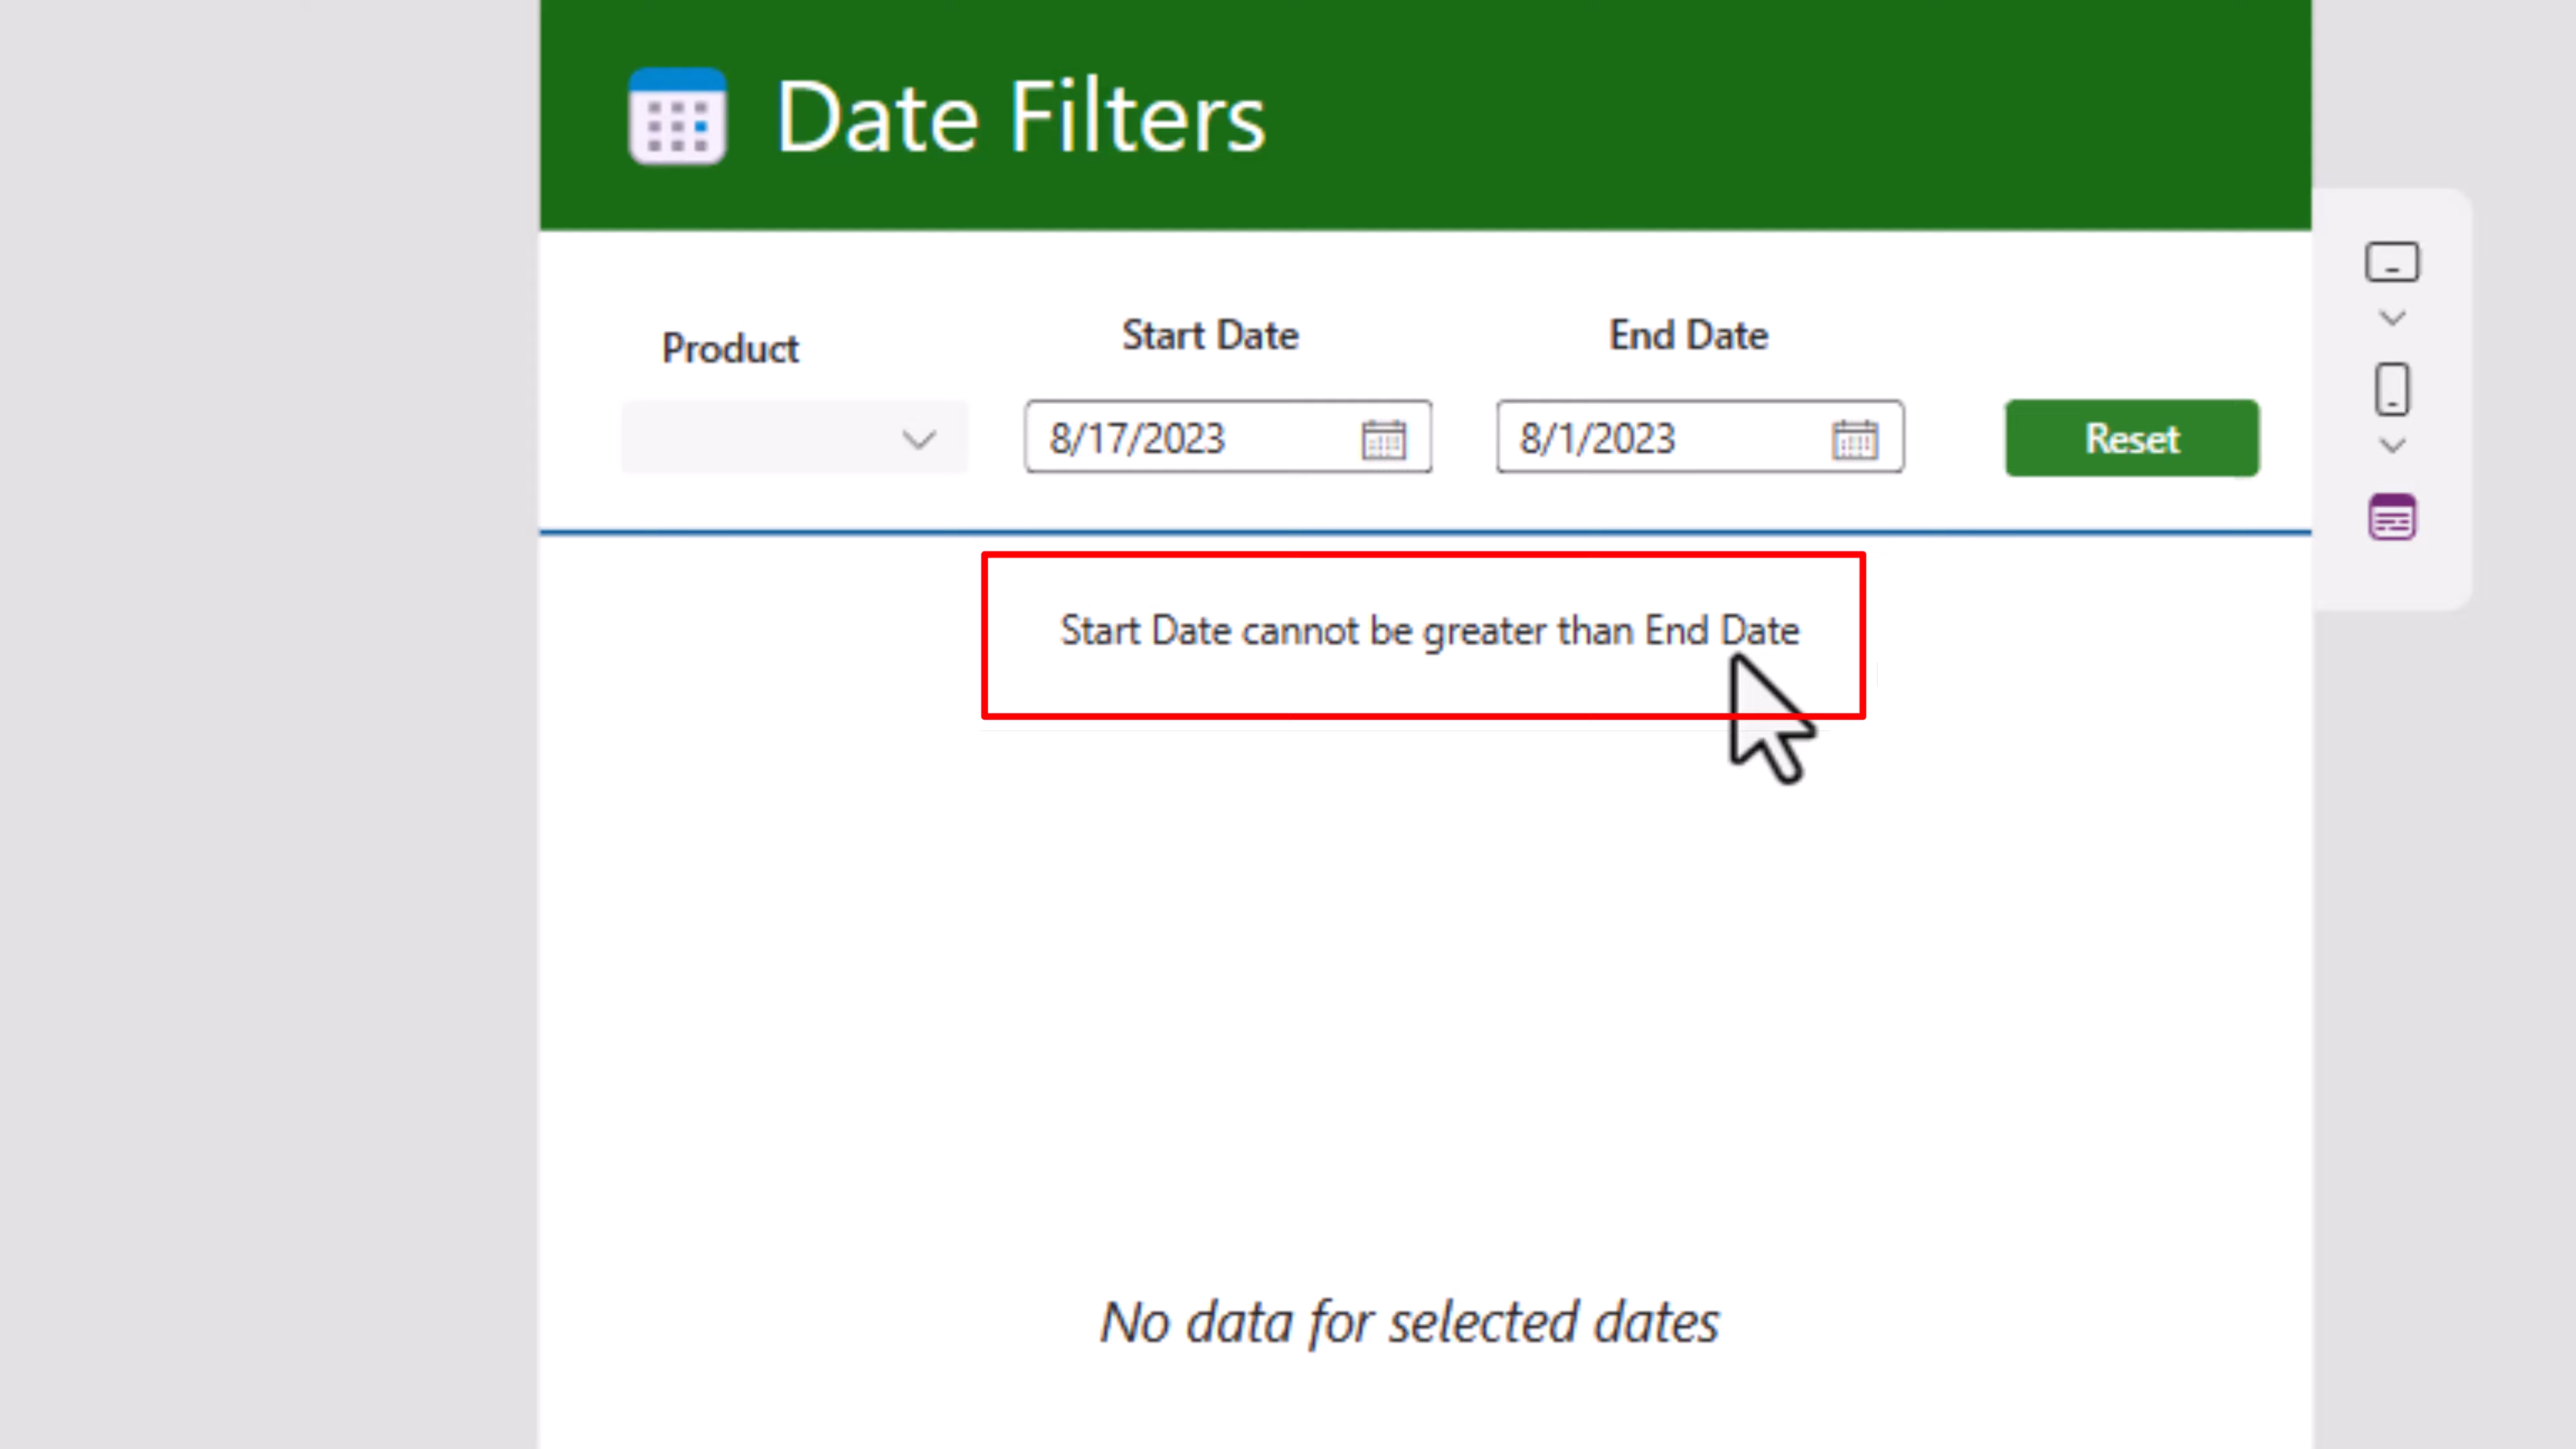 Date Filters
Product
Start Date
End Date
8/17/2023
8/1/2023
Reset
Start Date cannot be greater than End Date
No data for selected dates